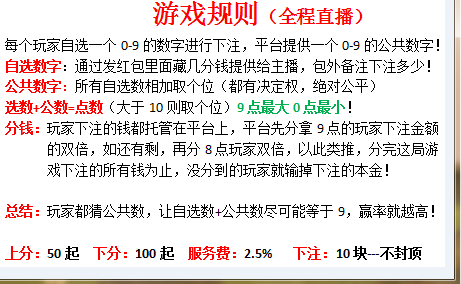 游戏规则（全程直播）
每个玩家自选一个 0-9 的数字进行下注，平台提供一个 0-9 的公共数字！
自选数字：通过发红包里面藏几分钱提供给主播，包外备注下注多少！
公共数字：所有自选数字相加取个位（都有决定权，绝对公平）
选数+公数=点数（大于 10 则取个位）9 点最大 0 点最小！
分钱：玩家下注的钱都托管在平台上，平台先分拿 9 点的玩家下注金额
的双倍，如还有剩，再分 8 点玩家双倍，以此类推，分完这局游
戏下注的所有钱为止，没分到的玩家就输掉下注的本金！
总结：玩家都猜公共数，让自选数+公共数尽可能等于 9，赢率就越高！
上分：50 起 下分：100 起 服务费：2.5% 下注：10 块---不封顶